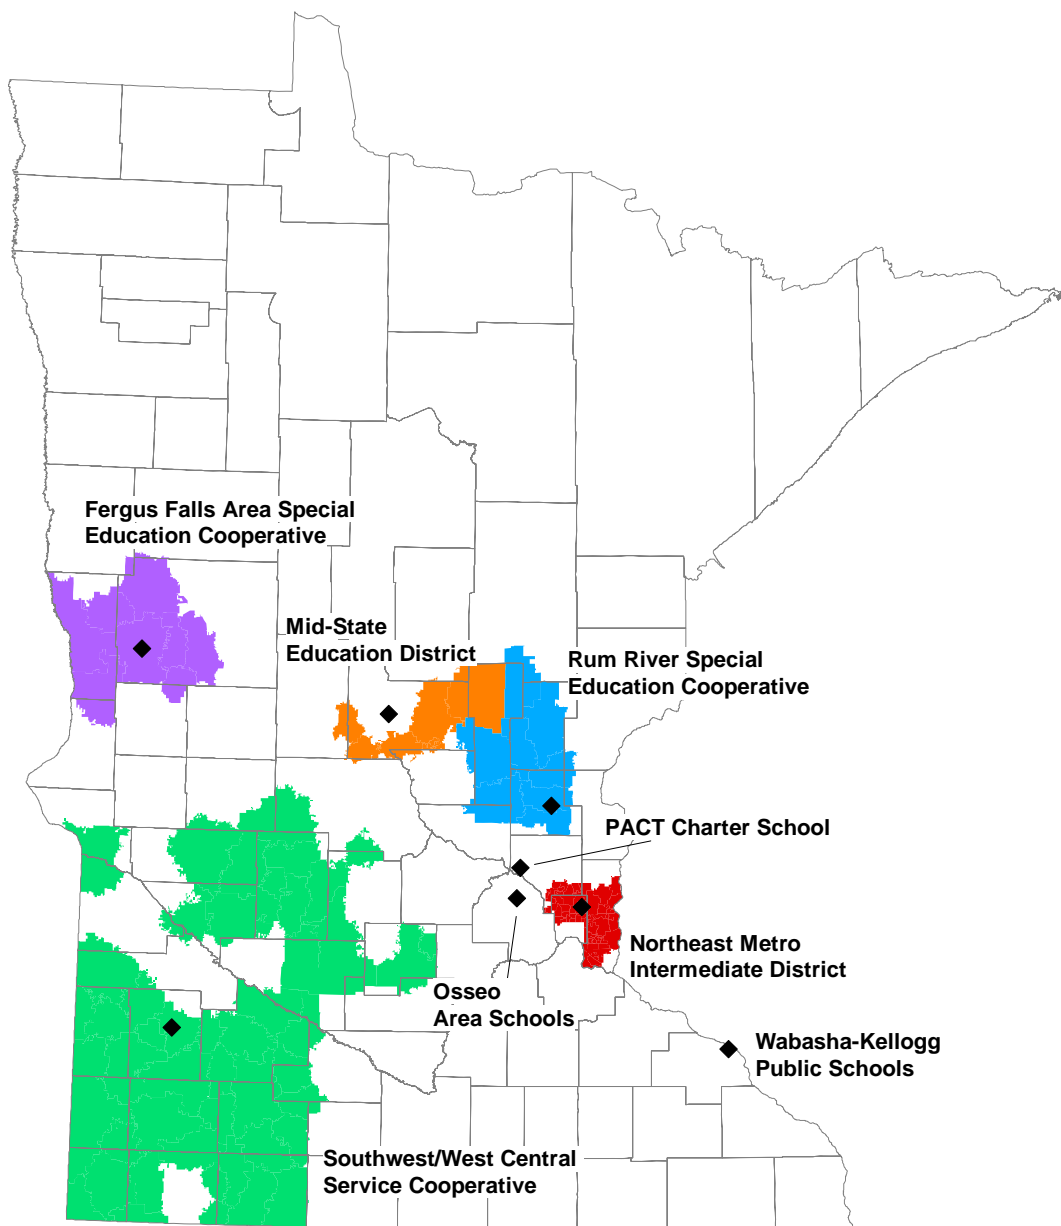 Fergus Falls Area Special
Education Cooperative
Mid-State
Education District
Rum River Special
Education Cooperative
PACT Charter School
Northeast Metro
Intermediate District
Osseo
Area Schools
Wabasha-Kellogg
Public Schools
Southwest/West Central
Service Cooperative